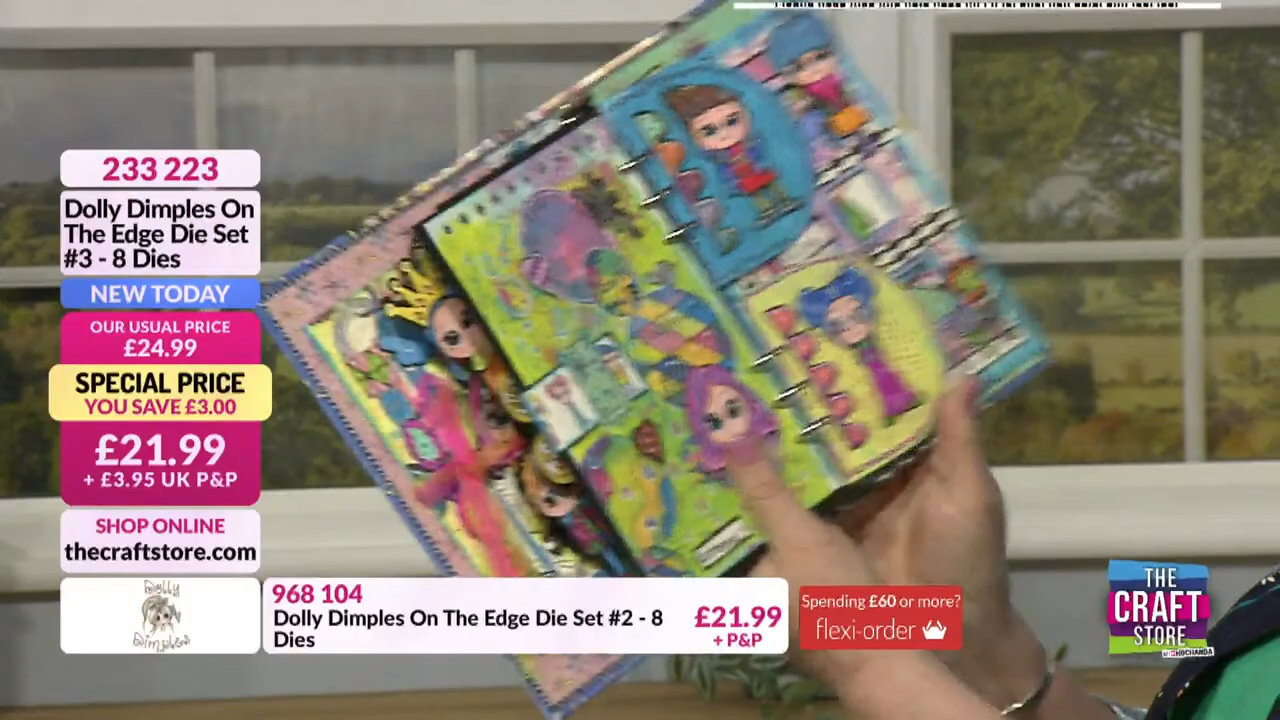 233 223
Dolly Dimples On
The Edge Die Set
#3 - 8 Dies
NEW TODAY
OUR USUAL PRICE
£24.99
SPECIAL PRICE
YOU SAVE £3.00
£21.99
+ £3.95 UK P&P
SHOP ONLINE
thecraftstore.com
Dolly
Dimples
968 104
Dolly Dimples On The Edge Die Set #2 - 8
Dies
£21.99
+ P&P
Spending £60 or more?
flexi-order
THE
CRAFT
STORE
HOCHANDA